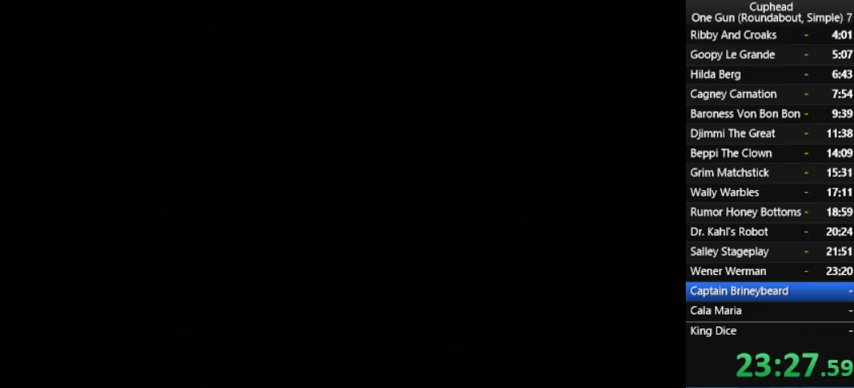 Cuphead
One Gun (Roundabout, Simple) 7
Ribby And Croaks - 4:01
Goopy Le Grande - 5:07
Hilda Berg - 6:43
Cagney Carnation - 7:54
Baroness Von Bon Bon - 9:39
Djimmi The Great - 11:38
Beppi The Clown - 14:09
Grim Matchstick - 15:31
Wally Warbles - 17:11
Rumor Honey Bottoms - 18:59
Dr. Kahl's Robot - 20:24
Salley Stageplay - 21:51
Wener Werman - 23:20
Captain Brineybeard -
Cala Maria -
King Dice -
23:27.59